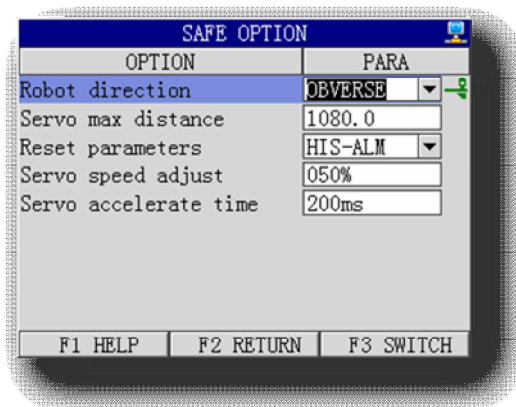 SAFE OPTION
OPTION PARA
Robot direction OBVERSE
Servo max distance 1080.0
Reset parameters HIS-ALM
Servo speed adjust 050%
Servo accelerate time 200ms
F1 HELP F2 RETURN F3 SWITCH